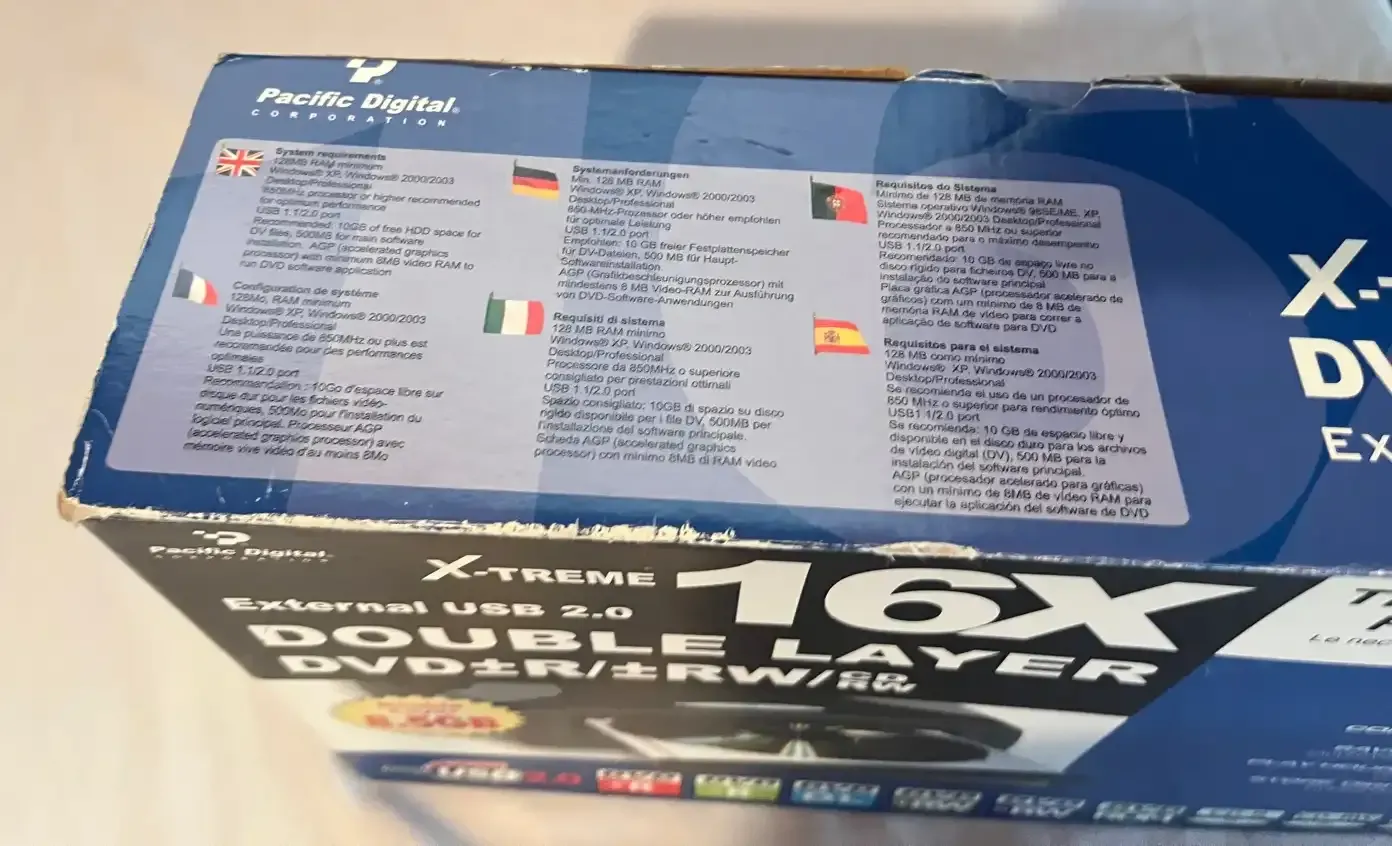 Pacific Digital®
CORPORATION
System requirements
128MB RAM minimum
Windows® XP, Windows® 2000/2003
Desktop/Professional
850MHz processor or higher recommended
for optimum performance
USB 1.1/2.0 port
Recommended: 10GB of free HDD space for
DV files, 500MB for main software
installation. AGP (accelerated graphics
processor) with minimum 8MB video RAM to
run DVD software application
Configuration de système
128Mo, RAM minimum
Windows® XP, Windows® 2000/2003
Desktop/Professional
Une puissance de 850MHz ou plus est
recommandée pour des performances
optimales
USB 1.1/2.0 port
Recommandation : 10Go d'espace libre sur
disque dur pour les fichiers vidéo-
numériques, 500Mo pour l'installation du
logiciel principal. Processeur AGP
(accelerated graphics processor) avec
mémoire vive vidéo d'au moins 8Mo
Systemanforderungen
Min. 128 MB RAM
Windows® XP, Windows® 2000/2003
Desktop/Professional
850-MHz-Prozessor oder höher empfohlen
für optimale Leistung
USB 1.1/2.0 port
Empfohlen: 10 GB freier Festplattenspeicher
für DV-Dateien, 500 MB für Haupt-
Softwareinstallation
AGP (Grafikbeschleunigungsprozessor) mit
mindestens 8 MB Video-RAM zur Ausführung
von DVD-Software-Anwendungen
Requisiti di sistema
128 MB RAM minimo
Windows® XP, Windows® 2000/2003
Desktop/Professional
Processore da 850MHz o superiore
consigliato per prestazioni ottimali
USB 1.1/2.0 port
Spazio consigliato: 10GB di spazio su disco
rigido disponibile per i file DV, 500MB per
l'installazione del software principale.
Scheda AGP (accelerated graphics
processor) con minimo 8MB di RAM video
Requisitos do Sistema
Mínimo de 128 MB de memória RAM
Sistema operativo Windows® 98SE/ME, XP,
Windows® 2000/2003 Desktop/Professional
Processador a 850 MHz ou superior
recomendado para o máximo desempenho
USB 1.1/2.0 port
Recomendado: 10 GB de espaço livre no
disco rígido para ficheiros DV, 500 MB para a
instalação do software principal
Placa gráfica AGP (processador acelerado de
gráficos) com um mínimo de 8 MB de
memória RAM de vídeo para correr a
aplicação de software para DVD
Requisitos para el sistema
128 MB como mínimo
Windows® XP, Windows® 2000/2003
Desktop/Professional
Se recomienda el uso de un procesador de
850 MHz o superior para rendimiento óptimo
USB1.1/2.0 port
Se recomienda: 10 GB de espacio libre y
disponible en el disco duro para los archivos
de vídeo digital (DV), 500 MB para la
instalación del software principal.
AGP (procesador acelerado para gráficas)
con un mínimo de 8MB de vídeo RAM para
ejecutar la aplicación del software de DVD
X-
DV
Ex
Pacific Digital
CORPORATION
X-TREME 16X
External USB 2.0
DOUBLE LAYER
DVD±R/±RW/CD RW
8.5GB
USB 2.0